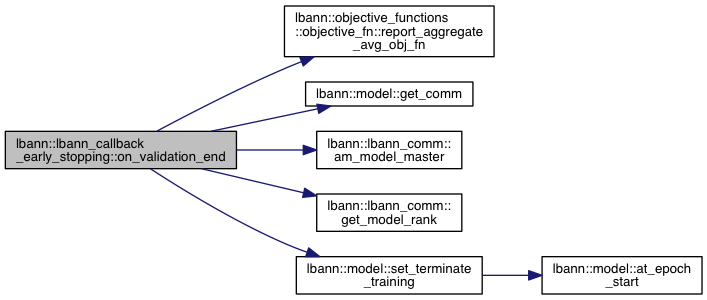 lbann::objective_functions
::objective_fn::report_aggregate
_avg_obj_fn
lbann::model::get_comm
lbann::lbann_callback
_early_stopping::on_validation_end
lbann::lbann_comm::
am_model_master
lbann::lbann_comm::
get_model_rank
lbann::model::set_terminate
_training
lbann::model::at_epoch
_start